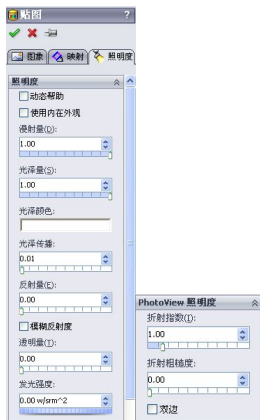 贴图
?
图象
映射
照明度
照明度
动态帮助
使用内在外观
漫射量(D):
1.00
光泽量(S):
1.00
光泽颜色:
光泽传播:
0.01
反射量(E):
0.00
模糊反射度
透明量(T):
0.00
发光强度:
0.00 w/srm^2
PhotoView 照明度
折射指数(I):
1.00
折射粗糙度:
0.00
双边